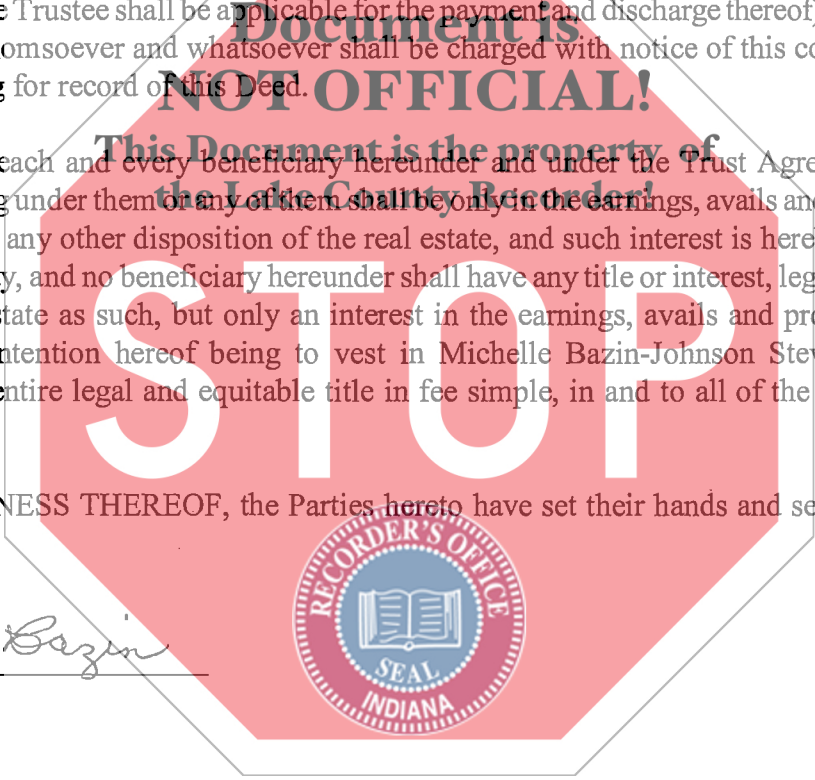 e Trustee shall be applicable for the payment and discharge thereof;
Document is
omsoever and whatsoever shall be charged with notice of this co
g for record of this Deed.
NOT OFFICIAL!
This Document is the property of
each and every beneficiary hereunder and under the Trust Agre
the Lake County Recorder!
g under them or any of them shall be only in the earnings, avails and
any other disposition of the real estate, and such interest is here
y, and no beneficiary hereunder shall have any title or interest, leg
state as such, but only an interest in the earnings, avails and pro
ntention hereof being to vest in Michelle Bazin-Johnson Stev
entire legal and equitable title in fee simple, in and to all of the
STOP
NESS THEREOF, the Parties hereto have set their hands and se
RECORDER'S OFFICE
SEAL
INDIANA
Bazin